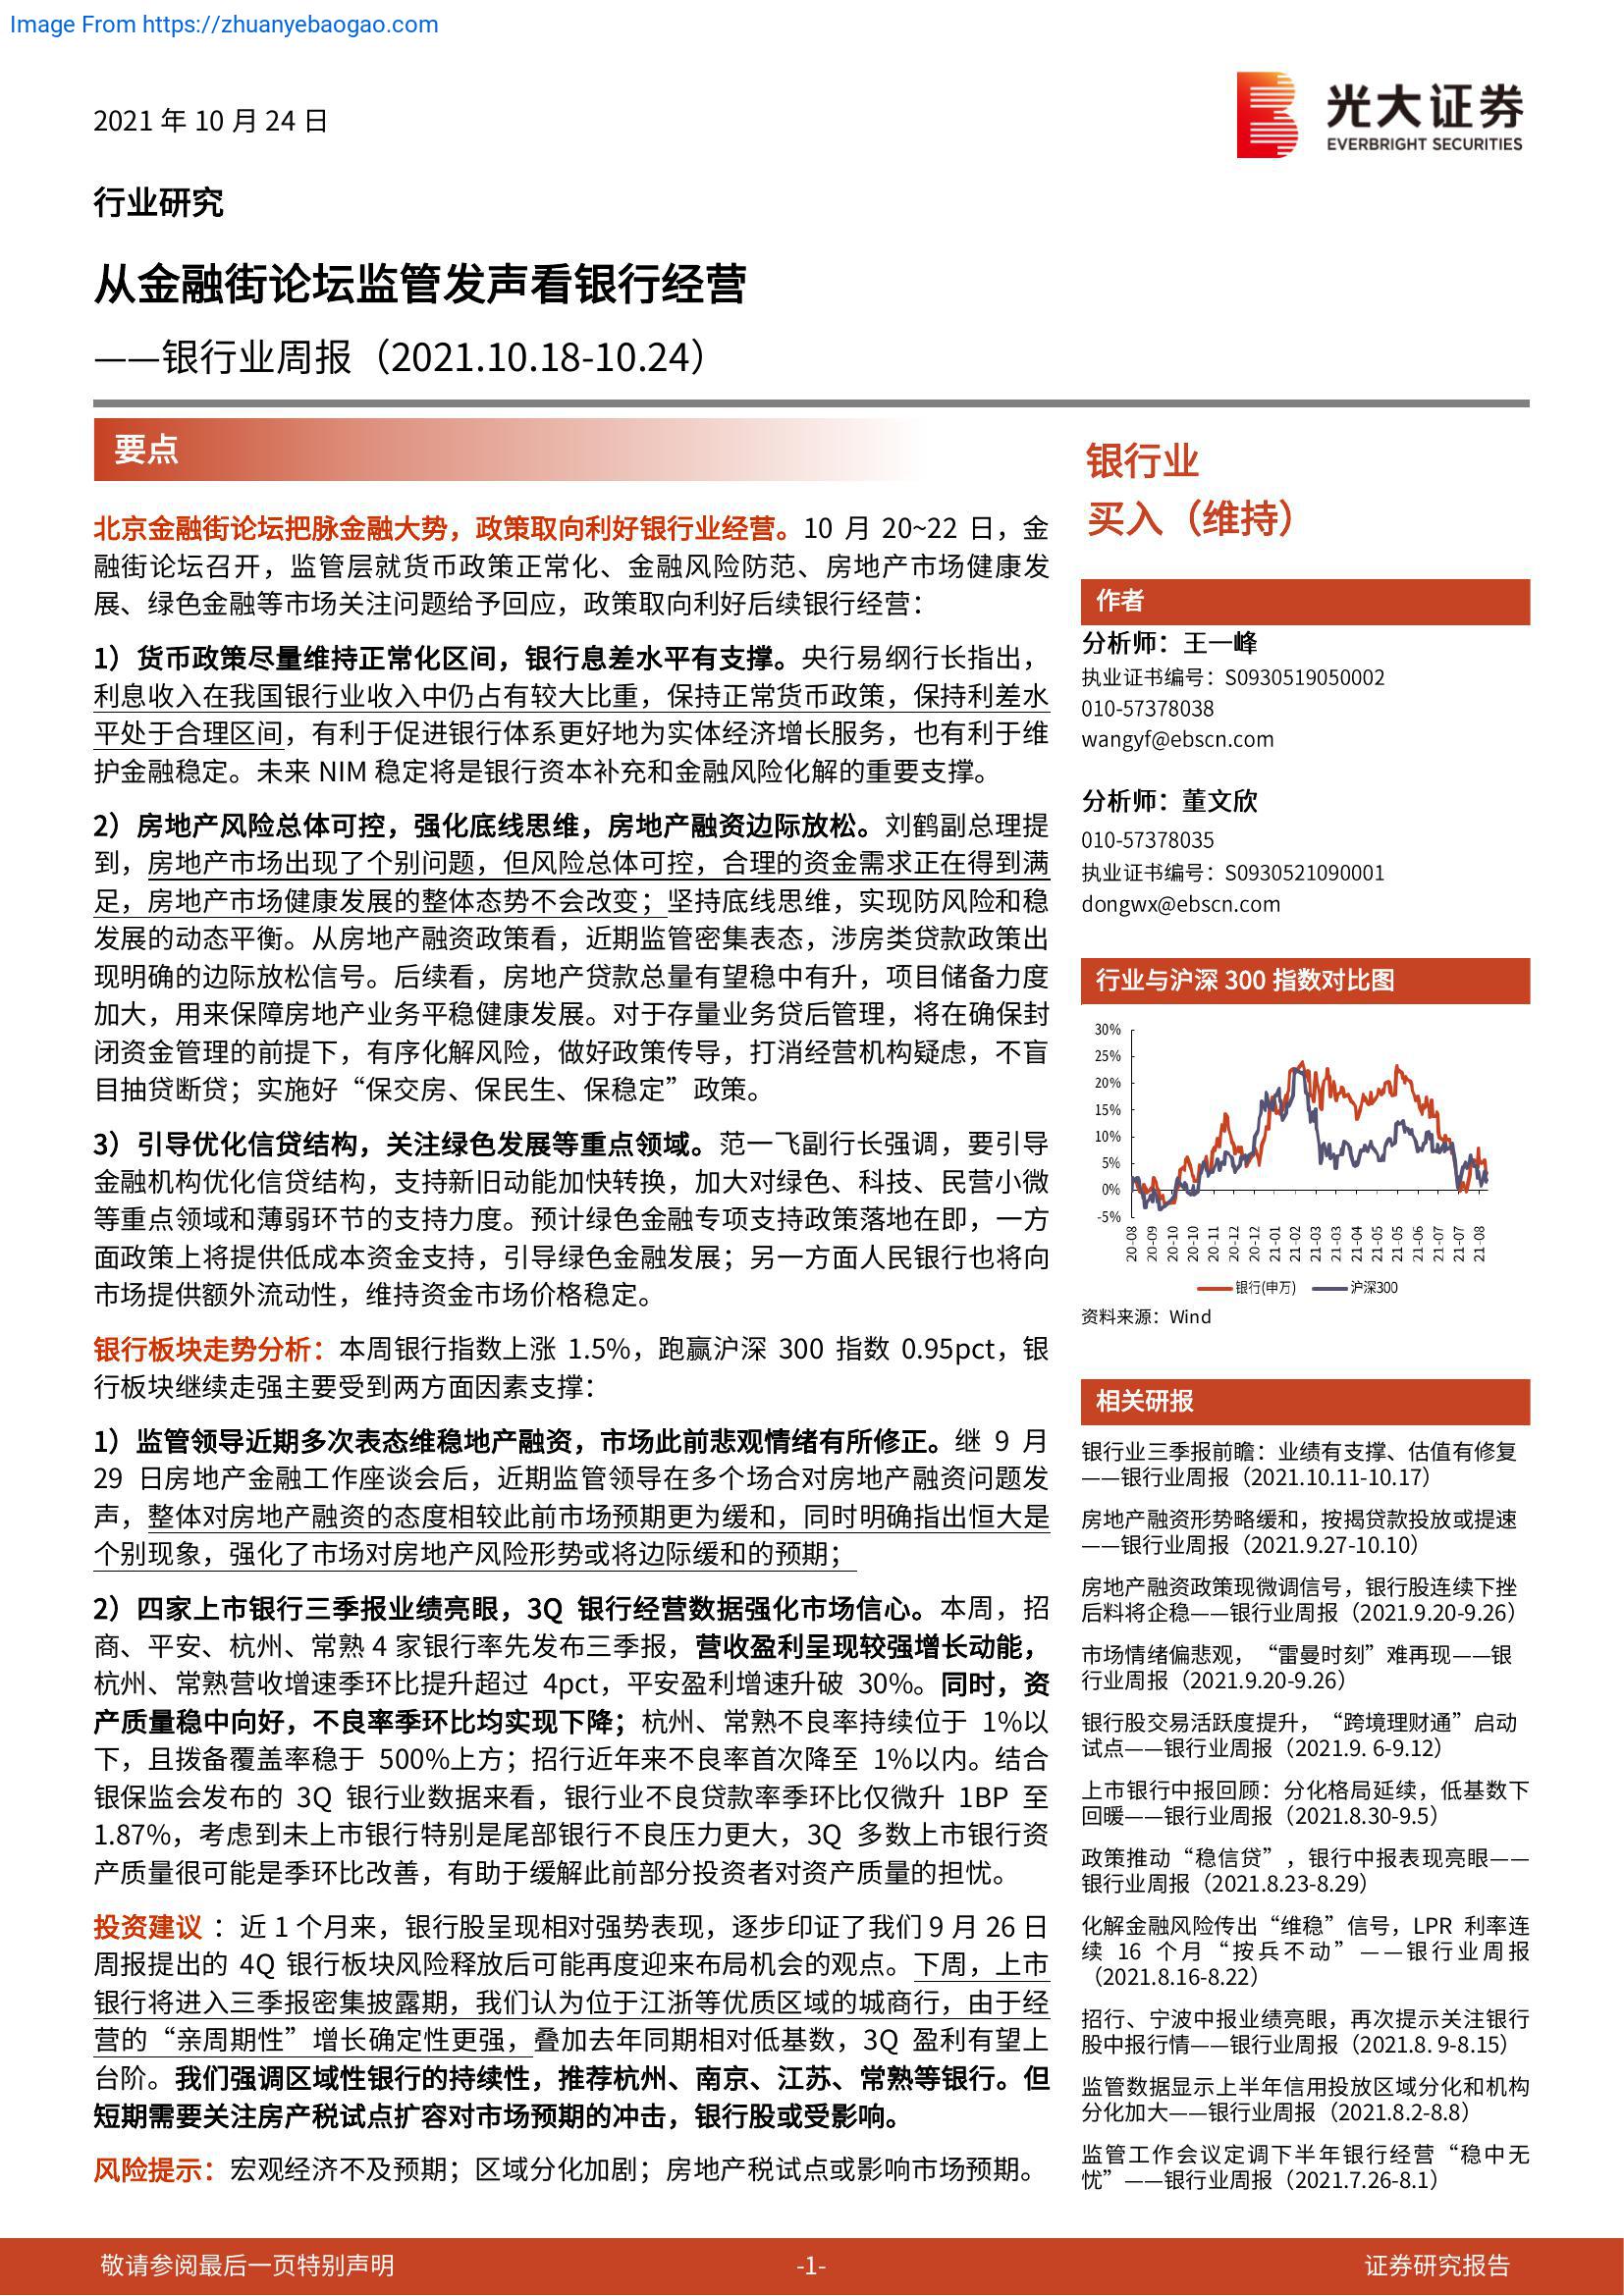 Image From https://zhuanyebaogao.com
2021 年 10 月 24 日
光大证券
EVERBRIGHT SECURITIES
行业研究
从金融街论坛监管发声看银行经营
——银行业周报（2021.10.18-10.24）
要点
北京金融街论坛把脉金融大势，政策取向利好银行业经营。10 月 20~22 日，金
融街论坛召开，监管层就货币政策正常化、金融风险防范、房地产市场健康发
展、绿色金融等市场关注问题给予回应，政策取向利好后续银行经营：
1）货币政策尽量维持正常化区间，银行息差水平有支撑。央行易纲行长指出，
利息收入在我国银行业收入中仍占有较大比重，保持正常货币政策，保持利差水
平处于合理区间，有利于促进银行体系更好地为实体经济增长服务，也有利于维
护金融稳定。未来 NIM 稳定将是银行资本补充和金融风险化解的重要支撑。
2）房地产风险总体可控，强化底线思维，房地产融资边际放松。刘鹤副总理提
到，房地产市场出现了个别问题，但风险总体可控，合理的资金需求正在得到满
足，房地产市场健康发展的整体态势不会改变；坚持底线思维，实现防风险和稳
发展的动态平衡。从房地产融资政策看，近期监管密集表态，涉房类贷款政策出
现明确的边际放松信号。后续看，房地产贷款总量有望稳中有升，项目储备力度
加大，用来保障房地产业务平稳健康发展。对于存量业务贷后管理，将在确保封
闭资金管理的前提下，有序化解风险，做好政策传导，打消经营机构疑虑，不盲
目抽贷断贷；实施好“保交房、保民生、保稳定”政策。
3）引导优化信贷结构，关注绿色发展等重点领域。范一飞副行长强调，要引导
金融机构优化信贷结构，支持新旧动能加快转换，加大对绿色、科技、民营小微
等重点领域和薄弱环节的支持力度。预计绿色金融专项支持政策落地在即，一方
面政策上将提供低成本资金支持，引导绿色金融发展；另一方面人民银行也将向
市场提供额外流动性，维持资金市场价格稳定。
银行板块走势分析：本周银行指数上涨 1.5%，跑赢沪深 300 指数 0.95pct，银
行板块继续走强主要受到两方面因素支撑：
1）监管领导近期多次表态维稳地产融资，市场此前悲观情绪有所修正。继 9 月
29 日房地产金融工作座谈会后，近期监管领导在多个场合对房地产融资问题发
声，整体对房地产融资的态度相较此前市场预期更为缓和，同时明确指出恒大是
个别现象，强化了市场对房地产风险形势或将边际缓和的预期；
2）四家上市银行三季报业绩亮眼，3Q 银行经营数据强化市场信心。本周，招
商、平安、杭州、常熟 4 家银行率先发布三季报，营收盈利呈现较强增长动能，
杭州、常熟营收增速季环比提升超过 4pct，平安盈利增速升破 30%。同时，资
产质量稳中向好，不良率季环比均实现下降；杭州、常熟不良率持续位于 1%以
下，且拨备覆盖率稳于 500%上方；招行近年来不良率首次降至 1%以内。结合
银保监会发布的 3Q 银行业数据来看，银行业不良贷款率季环比仅微升 1BP 至
1.87%，考虑到未上市银行特别是尾部银行不良压力更大，3Q 多数上市银行资
产质量很可能是季环比改善，有助于缓解此前部分投资者对资产质量的担忧。
投资建议 ：近 1 个月来，银行股呈现相对强势表现，逐步印证了我们 9 月 26 日
周报提出的 4Q 银行板块风险释放后可能再度迎来布局机会的观点。下周，上市
银行将进入三季报密集披露期，我们认为位于江浙等优质区域的城商行，由于经
营的“亲周期性”增长确定性更强，叠加去年同期相对低基数，3Q 盈利有望上
台阶。我们强调区域性银行的持续性，推荐杭州、南京、江苏、常熟等银行。但
短期需要关注房产税试点扩容对市场预期的冲击，银行股或受影响。
风险提示：宏观经济不及预期；区域分化加剧；房地产税试点或影响市场预期。
银行业
买入（维持）
作者
分析师：王一峰
执业证书编号：S0930519050002
010-57378038
wangyf@ebscn.com
分析师：董文欣
010-57378035
执业证书编号：S0930521090001
dongwx@ebscn.com
行业与沪深 300 指数对比图
30%
25%
20%
15%
10%
5%
0%
-5%
20-08
20-09
20-10
20-10
20-11
20-12
20-12
21-01
21-02
21-03
21-03
21-04
21-05
21-05
21-06
21-07
21-07
21-08
银行(申万) 沪深300
资料来源：Wind
相关研报
银行业三季报前瞻：业绩有支撑、估值有修复
——银行业周报（2021.10.11-10.17）
房地产融资形势略缓和，按揭贷款投放或提速
——银行业周报（2021.9.27-10.10）
房地产融资政策现微调信号，银行股连续下挫
后料将企稳——银行业周报（2021.9.20-9.26）
市场情绪偏悲观，“雷曼时刻”难再现——银
行业周报（2021.9.20-9.26）
银行股交易活跃度提升，“跨境理财通”启动
试点——银行业周报（2021.9. 6-9.12）
上市银行中报回顾：分化格局延续，低基数下
回暖——银行业周报（2021.8.30-9.5）
政策推动“稳信贷”，银行中报表现亮眼——
银行业周报（2021.8.23-8.29）
化解金融风险传出“维稳”信号，LPR 利率连
续 16 个月“按兵不动”——银行业周报
（2021.8.16-8.22）
招行、宁波中报业绩亮眼，再次提示关注银行
股中报行情——银行业周报（2021.8. 9-8.15）
监管数据显示上半年信用投放区域分化和机构
分化加大——银行业周报（2021.8.2-8.8）
监管工作会议定调下半年银行经营“稳中无
忧”——银行业周报（2021.7.26-8.1）
敬请参阅最后一页特别声明
-1-
证券研究报告